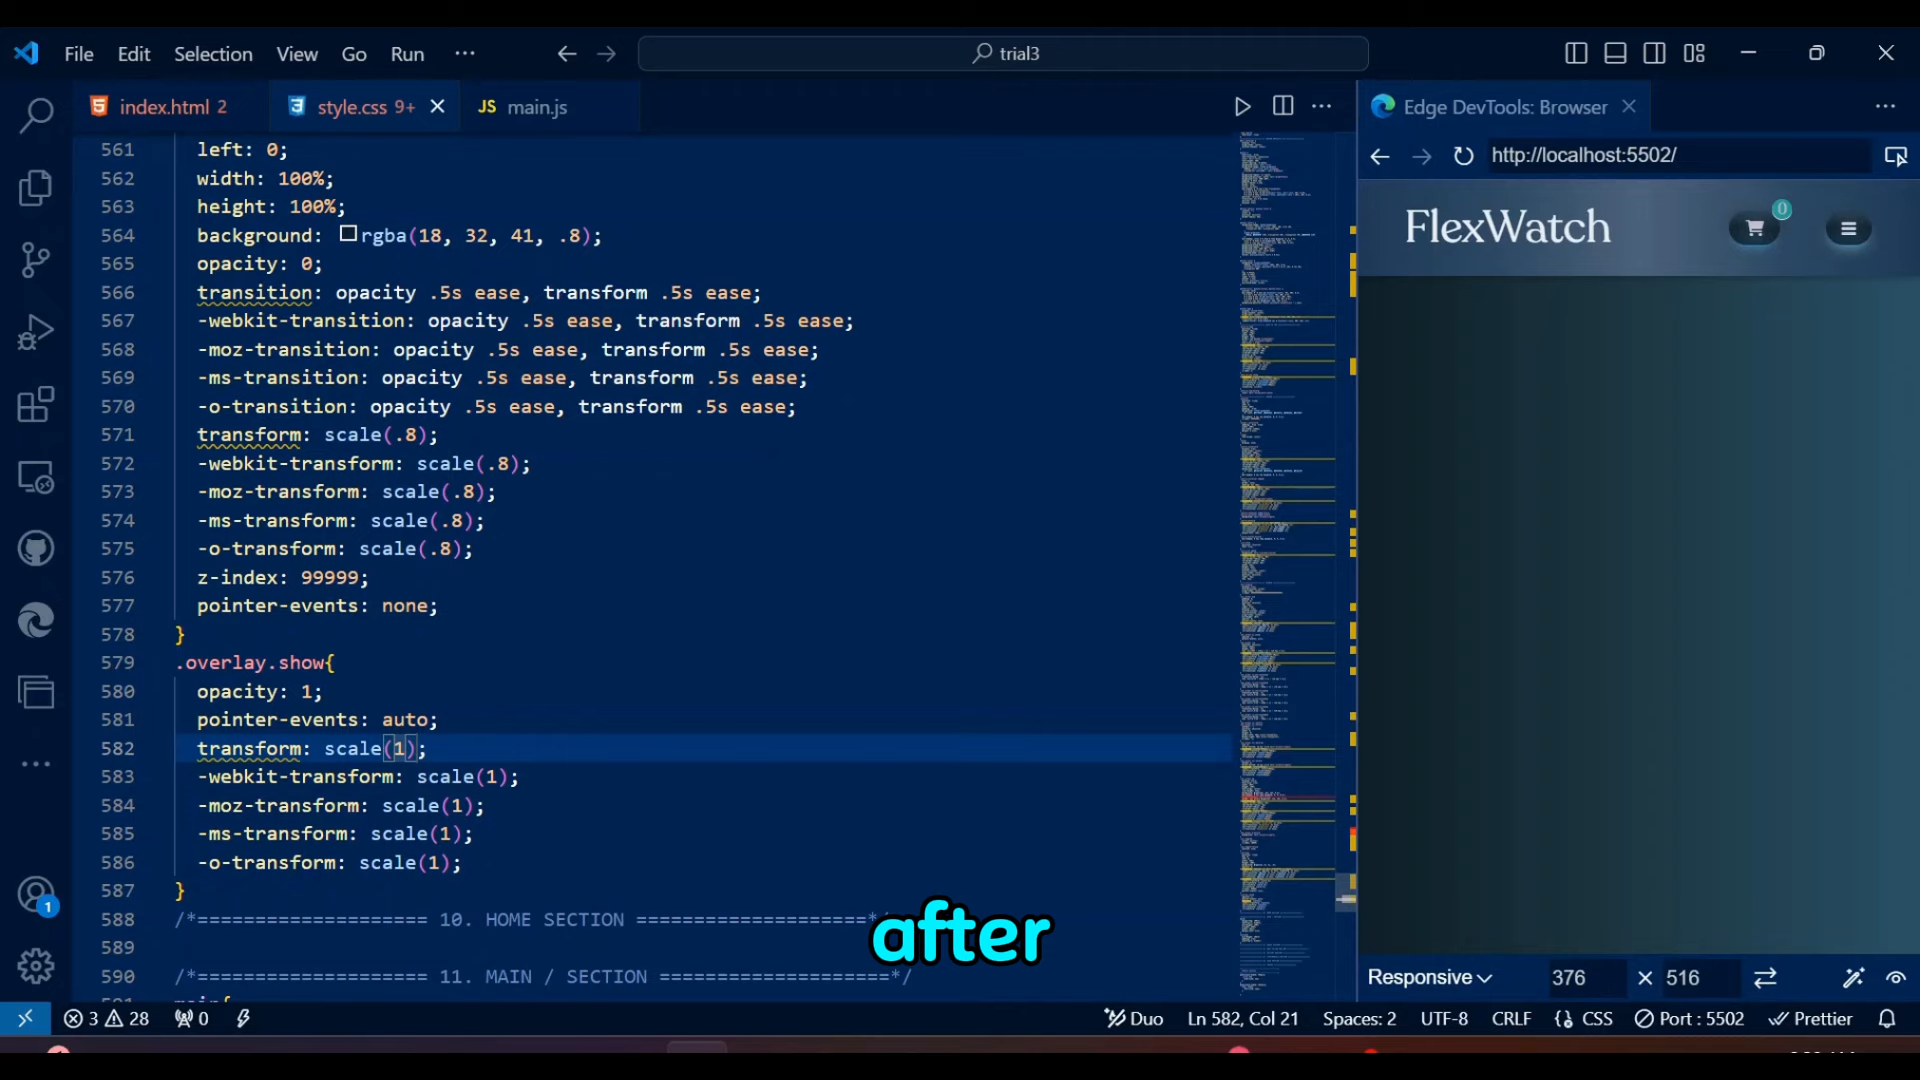 File Edit Selection View Go Run ··· trial3
index.html 2 style.css 9+ JS main.js Edge DevTools: Browser
http://localhost:5502/
561 left: 0;
562 width: 100%;
563 height: 100%;
564 background: rgba(18, 32, 41, .8);
565 opacity: 0;
566 transition: opacity .5s ease, transform .5s ease;
567 -webkit-transition: opacity .5s ease, transform .5s ease;
568 -moz-transition: opacity .5s ease, transform .5s ease;
569 -ms-transition: opacity .5s ease, transform .5s ease;
570 -o-transition: opacity .5s ease, transform .5s ease;
571 transform: scale(.8);
572 -webkit-transform: scale(.8);
573 -moz-transform: scale(.8);
574 -ms-transform: scale(.8);
575 -o-transform: scale(.8);
576 z-index: 99999;
577 pointer-events: none;
578 }
579 .overlay.show{
580 opacity: 1;
581 pointer-events: auto;
582 transform: scale(1);
583 -webkit-transform: scale(1);
584 -moz-transform: scale(1);
585 -ms-transform: scale(1);
586 -o-transform: scale(1);
587 }
588 /*==================== 10. HOME SECTION ====================*/
589
590 /*==================== 11. MAIN / SECTION ====================*/
FlexWatch 0
after
Responsive 376 × 516
1
3 28 0 Duo Ln 582, Col 21 Spaces: 2 UTF-8 CRLF CSS Port : 5502 Prettier